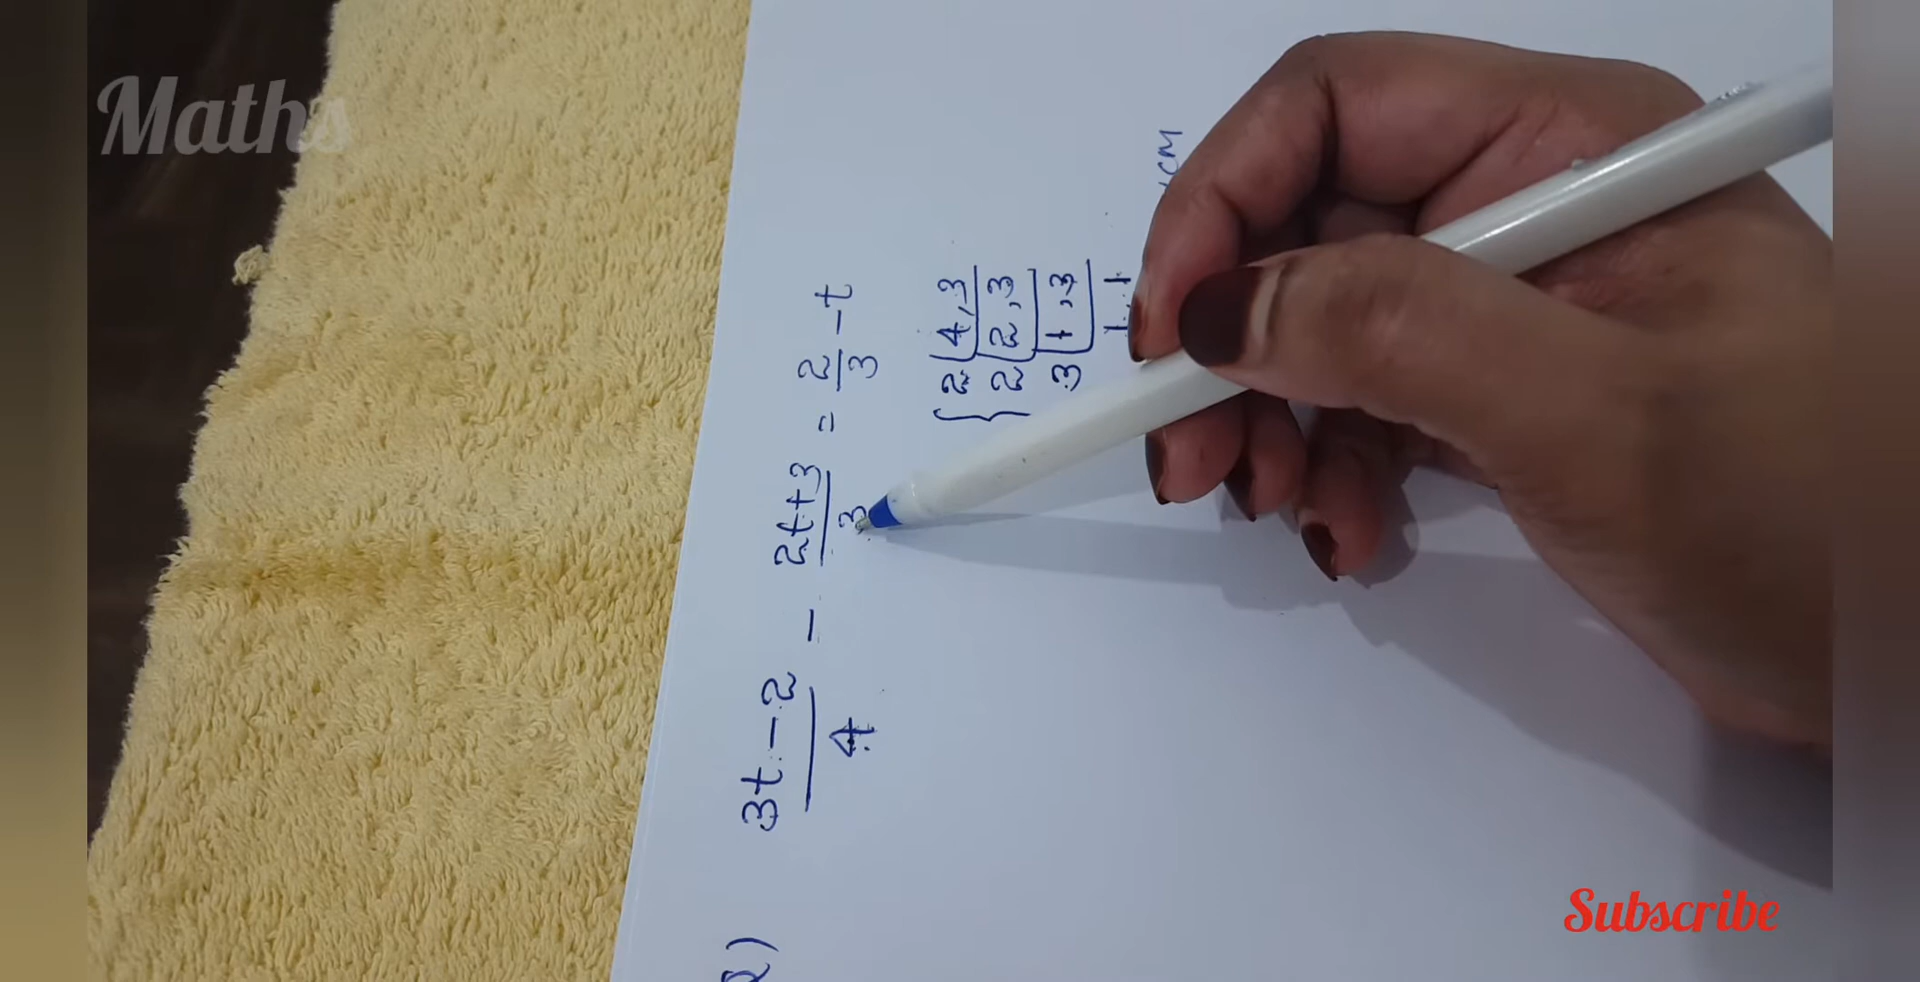 Maths
Q) 3t-2/4 - 2t+3/3 = 2/3 - t
2 4,3
2 2,3
3 1,3
1,1
LCM
Subscribe